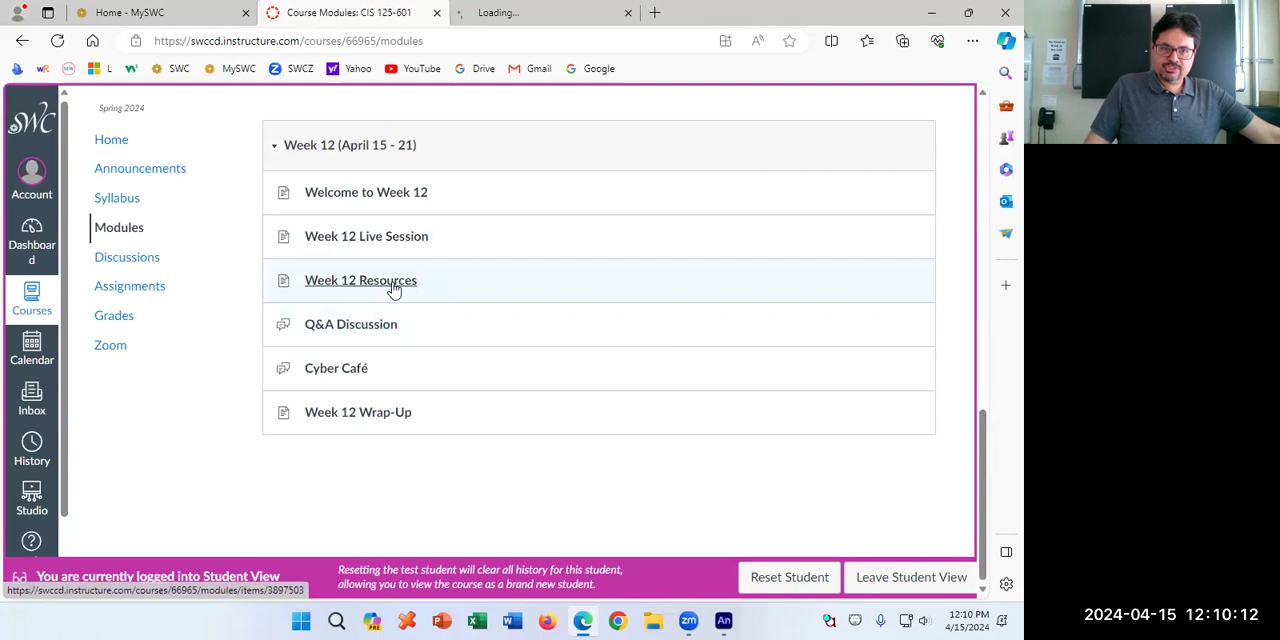 Home - MySWC
Course Modules: CIS 125-601
Loading...
https://swccd.instructure.com/courses/66965/modules
L
SWC
MySWC
SWCZ
Yahoo
YouTube
Drive
Gmail
Google
SWC
Account
Dashboar
d
Courses
Calendar
Inbox
History
Studio
Spring 2024
Home
Announcements
Syllabus
Modules
Discussions
Assignments
Grades
Zoom
Week 12 (April 15 - 21)
Welcome to Week 12
Week 12 Live Session
Week 12 Resources
Q&A Discussion
Cyber Café
Week 12 Wrap-Up
You are currently logged into Student View
Resetting the test student will clear all history for this student,
allowing you to view the course as a brand new student.
Reset Student
Leave Student View
https://swccd.instructure.com/courses/66965/modules/items/3897503
12:10 PM
4/15/2024
2024-04-15 12:10:12